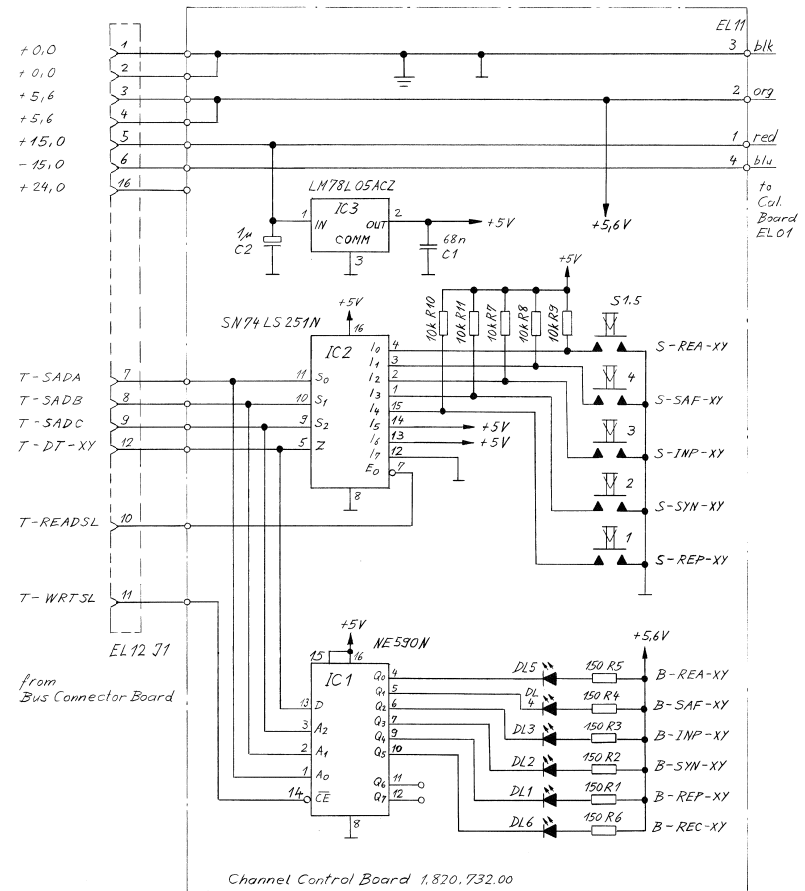 EL11
+0,0 1 3 blk
+0,0 2
+5,6 3 2 org
+5,6 4
+15,0 5 1 red
-15,0 6 4 blu
+24,0 16
to
Cal.
Board
EL01
LM78L05ACZ
IC3
1 IN OUT 2 +5V
COMM
3
1µ
C2
68n
C1
+5,6V
+5V
10k R10
10k R11
10k R7
10k R8
10k R9
SN74LS251N
+5V
16
IC2
I0 4
I1 3
I2 2
I3 1
I4 15
I5 14 +5V
I6 13 +5V
I7 12
E0 7
11 S0
10 S1
9 S2
5 Z
8
S1.5 S-REA-XY
4 S-SAF-XY
3 S-INP-XY
2 S-SYN-XY
1 S-REP-XY
T-SADA 7
T-SADB 8
T-SADC 9
T-DT-XY 12
T-READSL 10
T-WRTSL 11
EL12 J1
from
Bus Connector Board
+5V
15 16
NE590N
IC1
Q0 4
Q1 5
Q2 6
Q3 7
Q4 9
Q5 10
Q6 11
Q7 12
13 D
3 A2
2 A1
1 A0
14 CE
8
+5,6V
DL5 150 R5 B-REA-XY
DL 4 150 R4 B-SAF-XY
DL3 150 R3 B-INP-XY
DL2 150 R2 B-SYN-XY
DL1 150 R1 B-REP-XY
DL6 150 R6 B-REC-XY
Channel Control Board 1.820.732.00